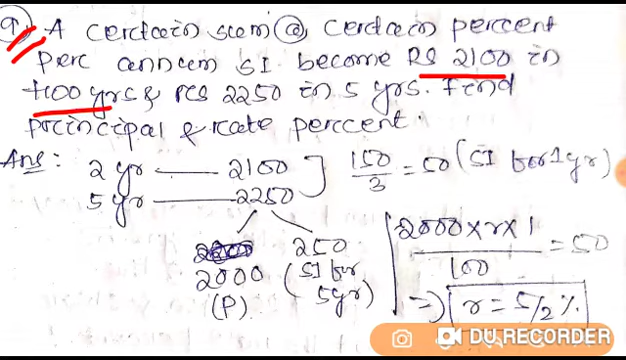 Q. A certain sum @ certain percent
per annum SI become RS 2100 in
two yrs & RS 2250 in 5 yrs. Find
principal & Rate percent.
Ans: 2 yr — 2100 ] 150/3 = 50 (SI for 1 yr)
5 yr — 2250
250
2000 (SI for
(P) 5yr)
2000×r×1/100 = 50
=> r = 5/2 %.
DU RECORDER